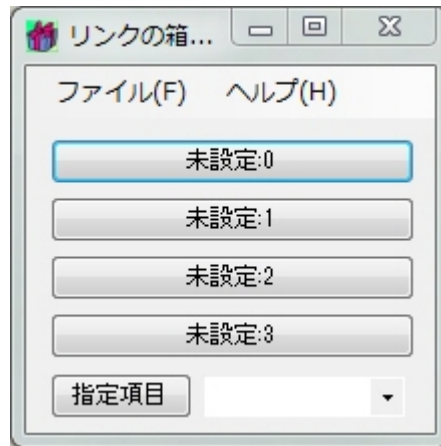 リンクの箱...
ファイル(F) ヘルプ(H)
未設定:0
未設定:1
未設定:2
未設定:3
指定項目